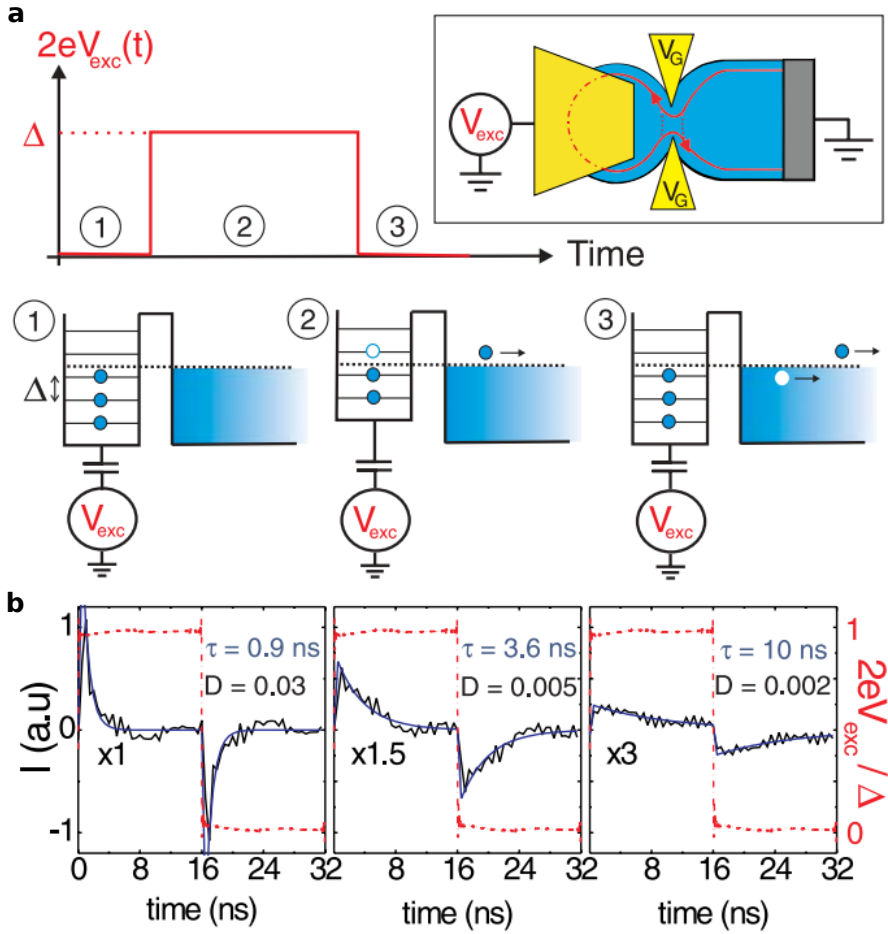 a
2eV_exc(t)
Δ
1
2
3
Time
V_exc
V_G
V_G
1
2
3
Δ
V_exc
V_exc
V_exc
b
I (a.u)
1
0
-1
τ = 0.9 ns
D = 0.03
x1
τ = 3.6 ns
D = 0.005
x1.5
τ = 10 ns
D = 0.002
x3
1
0
2eV_exc / Δ
0 8 16 24 32 8 16 24 32 8 16 24 32
time (ns) time (ns) time (ns)